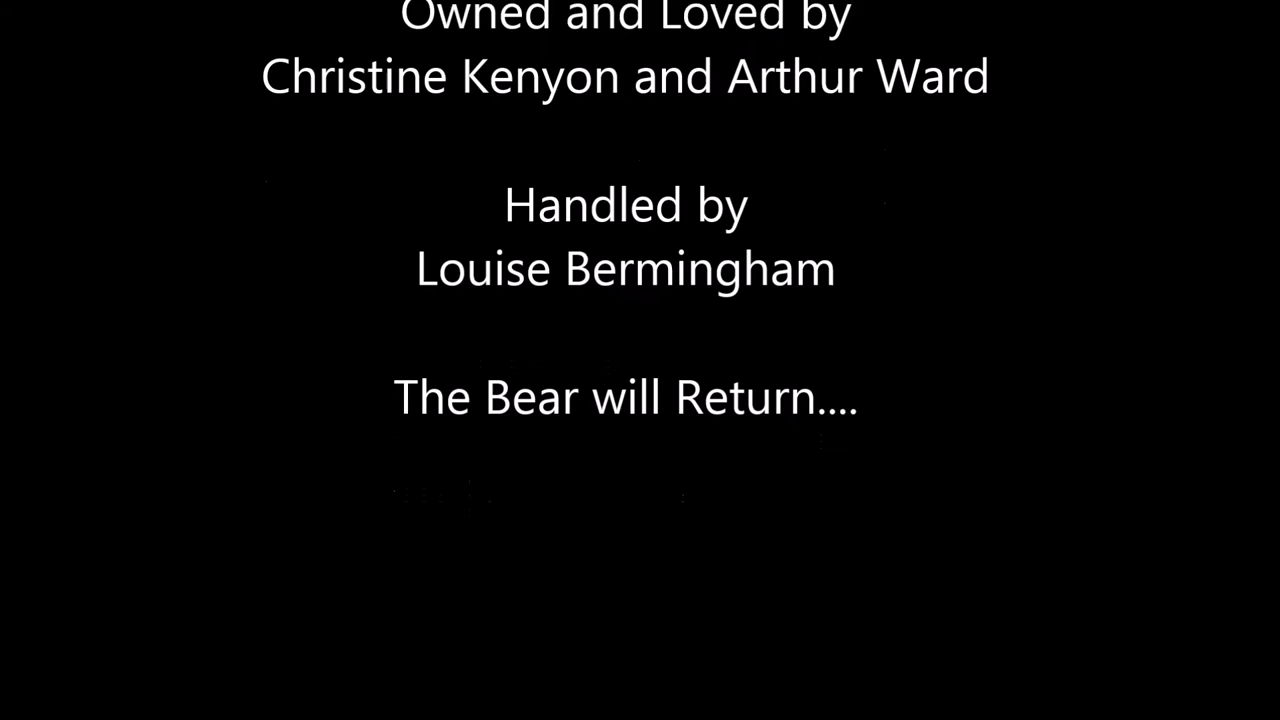 Owned and Loved by
Christine Kenyon and Arthur Ward
Handled by
Louise Bermingham
The Bear will Return....